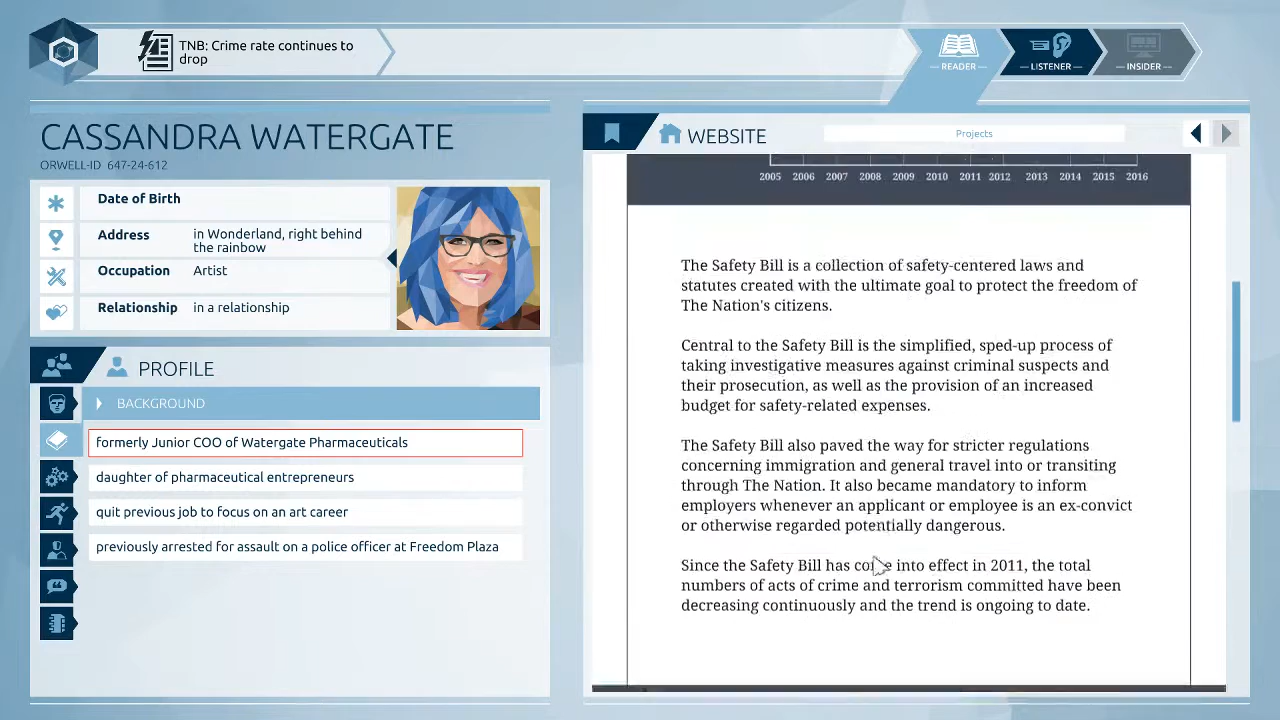 TNB: Crime rate continues to
drop
READER
LISTENER
INSIDER
CASSANDRA WATERGATE
ORWELL-ID 647-24-612
Date of Birth
Address in Wonderland, right behind
the rainbow
Occupation Artist
Relationship in a relationship
PROFILE
BACKGROUND
formerly Junior COO of Watergate Pharmaceuticals
daughter of pharmaceutical entrepreneurs
quit previous job to focus on an art career
previously arrested for assault on a police officer at Freedom Plaza
WEBSITE
Projects
2005 2006 2007 2008 2009 2010 2011 2012 2013 2014 2015 2016
The Safety Bill is a collection of safety-centered laws and
statutes created with the ultimate goal to protect the freedom of
The Nation's citizens.
Central to the Safety Bill is the simplified, sped-up process of
taking investigative measures against criminal suspects and
their prosecution, as well as the provision of an increased
budget for safety-related expenses.
The Safety Bill also paved the way for stricter regulations
concerning immigration and general travel into or transiting
through The Nation. It also became mandatory to inform
employers whenever an applicant or employee is an ex-convict
or otherwise regarded potentially dangerous.
Since the Safety Bill has come into effect in 2011, the total
numbers of acts of crime and terrorism committed have been
decreasing continuously and the trend is ongoing to date.